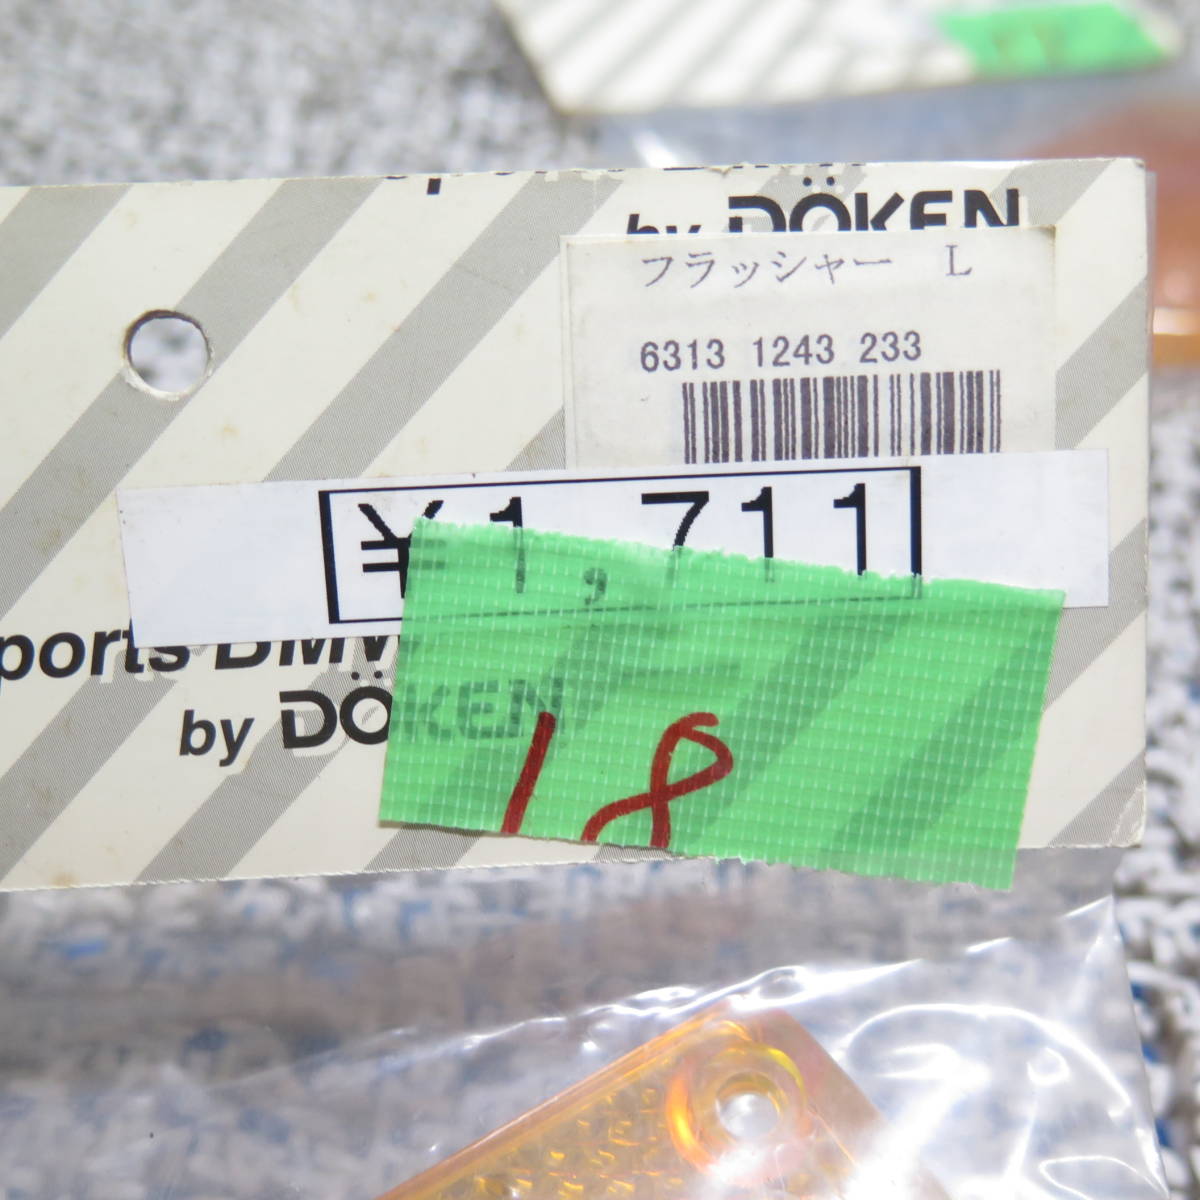 by DÖKEN
フラッシャー L
6313 1243 233
¥1,711
ports BMW
by DÖKEN
18